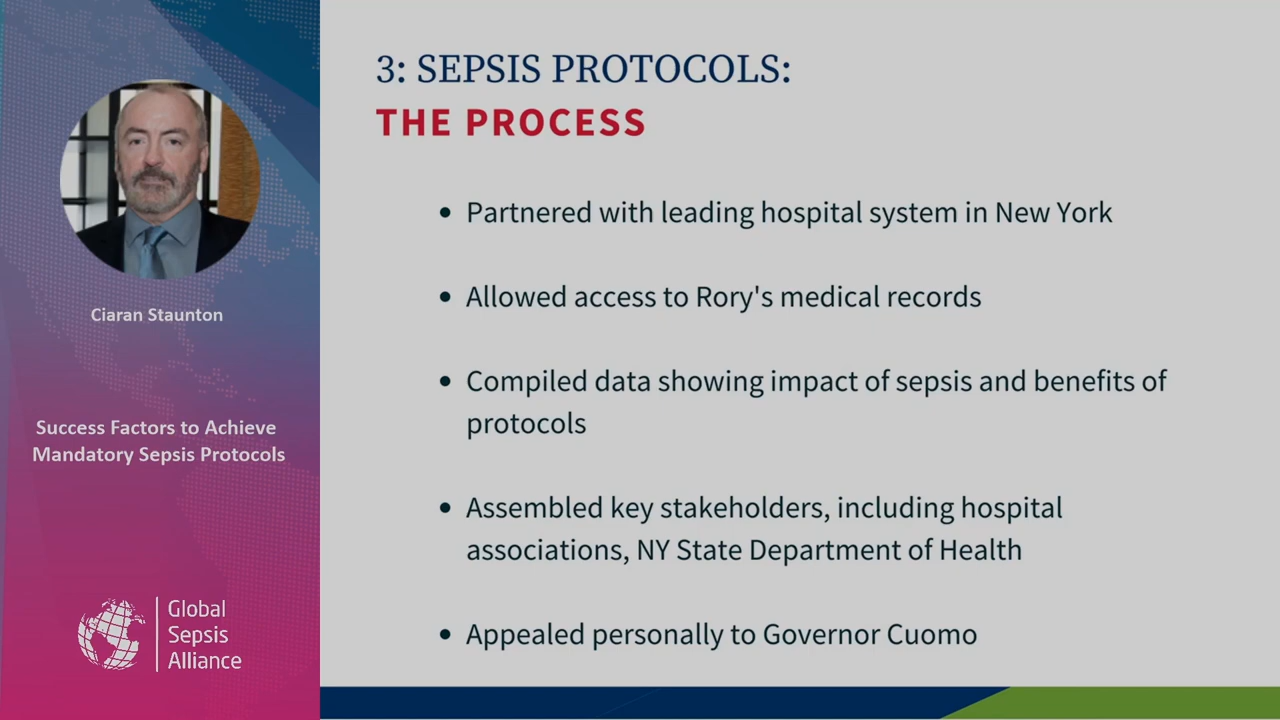 Ciaran Staunton
Success Factors to Achieve
Mandatory Sepsis Protocols
Global
Sepsis
Alliance
3: SEPSIS PROTOCOLS:
THE PROCESS
• Partnered with leading hospital system in New York
• Allowed access to Rory's medical records
• Compiled data showing impact of sepsis and benefits of
protocols
• Assembled key stakeholders, including hospital
associations, NY State Department of Health
• Appealed personally to Governor Cuomo